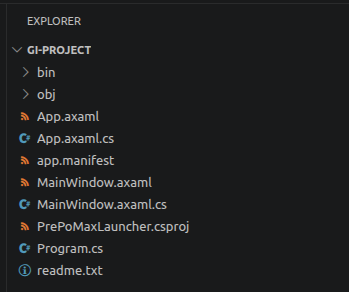 EXPLORER
GI-PROJECT
bin
obj
App.axaml
App.axaml.cs
app.manifest
MainWindow.axaml
MainWindow.axaml.cs
PrePoMaxLauncher.csproj
Program.cs
readme.txt